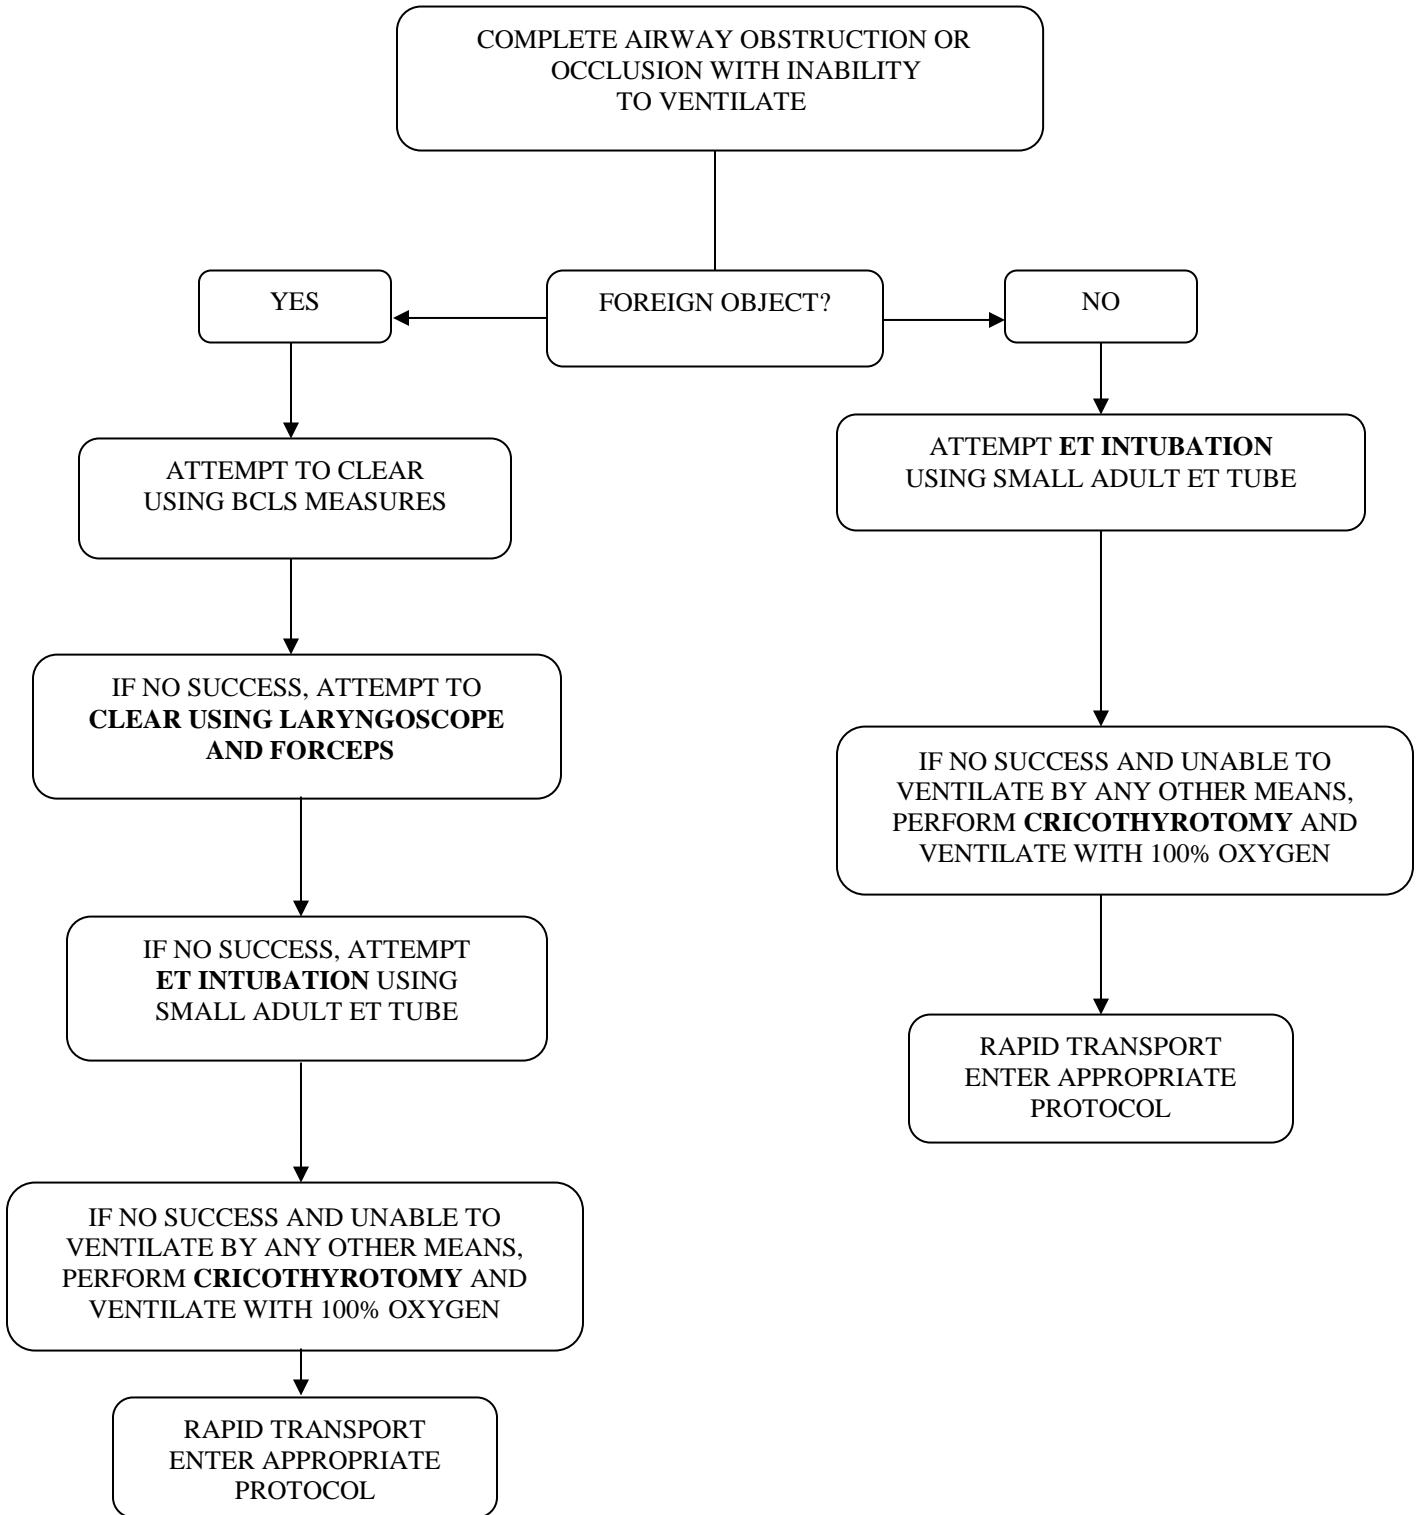 COMPLETE AIRWAY OBSTRUCTION OR
OCCLUSION WITH INABILITY
TO VENTILATE
YES
FOREIGN OBJECT?
NO
ATTEMPT TO CLEAR
USING BCLS MEASURES
IF NO SUCCESS, ATTEMPT TO
CLEAR USING LARYNGOSCOPE
AND FORCEPS
IF NO SUCCESS, ATTEMPT
ET INTUBATION USING
SMALL ADULT ET TUBE
IF NO SUCCESS AND UNABLE TO
VENTILATE BY ANY OTHER MEANS,
PERFORM CRICOTHYROTOMY AND
VENTILATE WITH 100% OXYGEN
RAPID TRANSPORT
ENTER APPROPRIATE
PROTOCOL
ATTEMPT ET INTUBATION
USING SMALL ADULT ET TUBE
IF NO SUCCESS AND UNABLE TO
VENTILATE BY ANY OTHER MEANS,
PERFORM CRICOTHYROTOMY AND
VENTILATE WITH 100% OXYGEN
RAPID TRANSPORT
ENTER APPROPRIATE
PROTOCOL